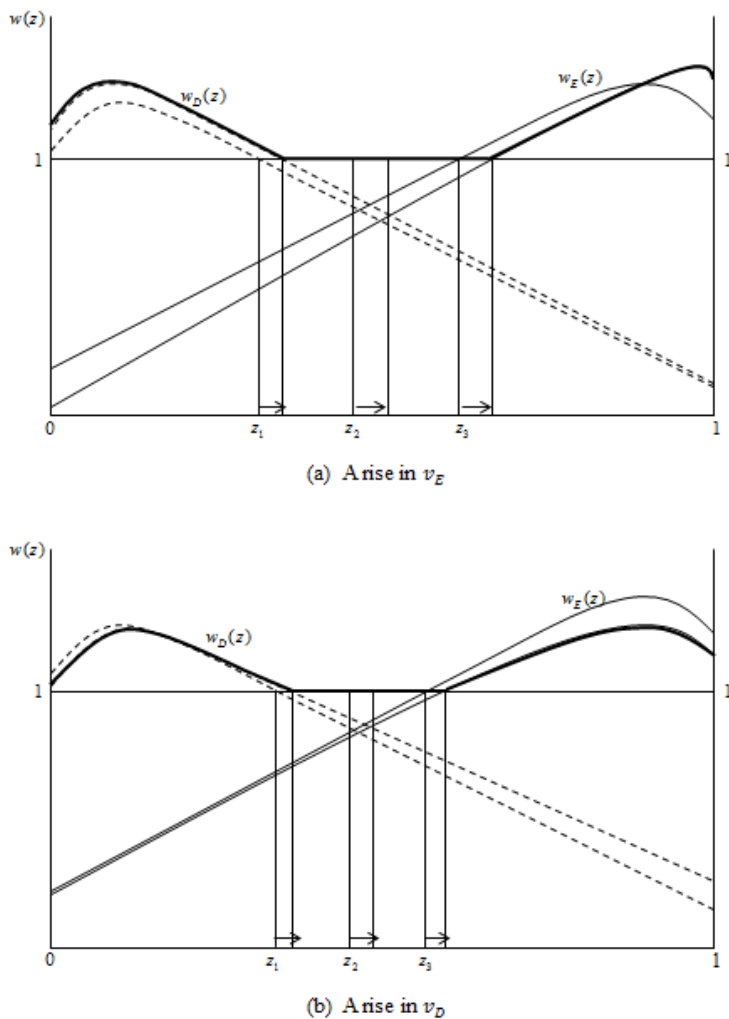 w(z)
w_D(z)
w_E(z)
1 1
0 z_1 z_2 z_3 1
(a) A rise in v_E
w(z)
w_D(z)
w_E(z)
1 1
0 z_1 z_2 z_3 1
(b) A rise in v_D